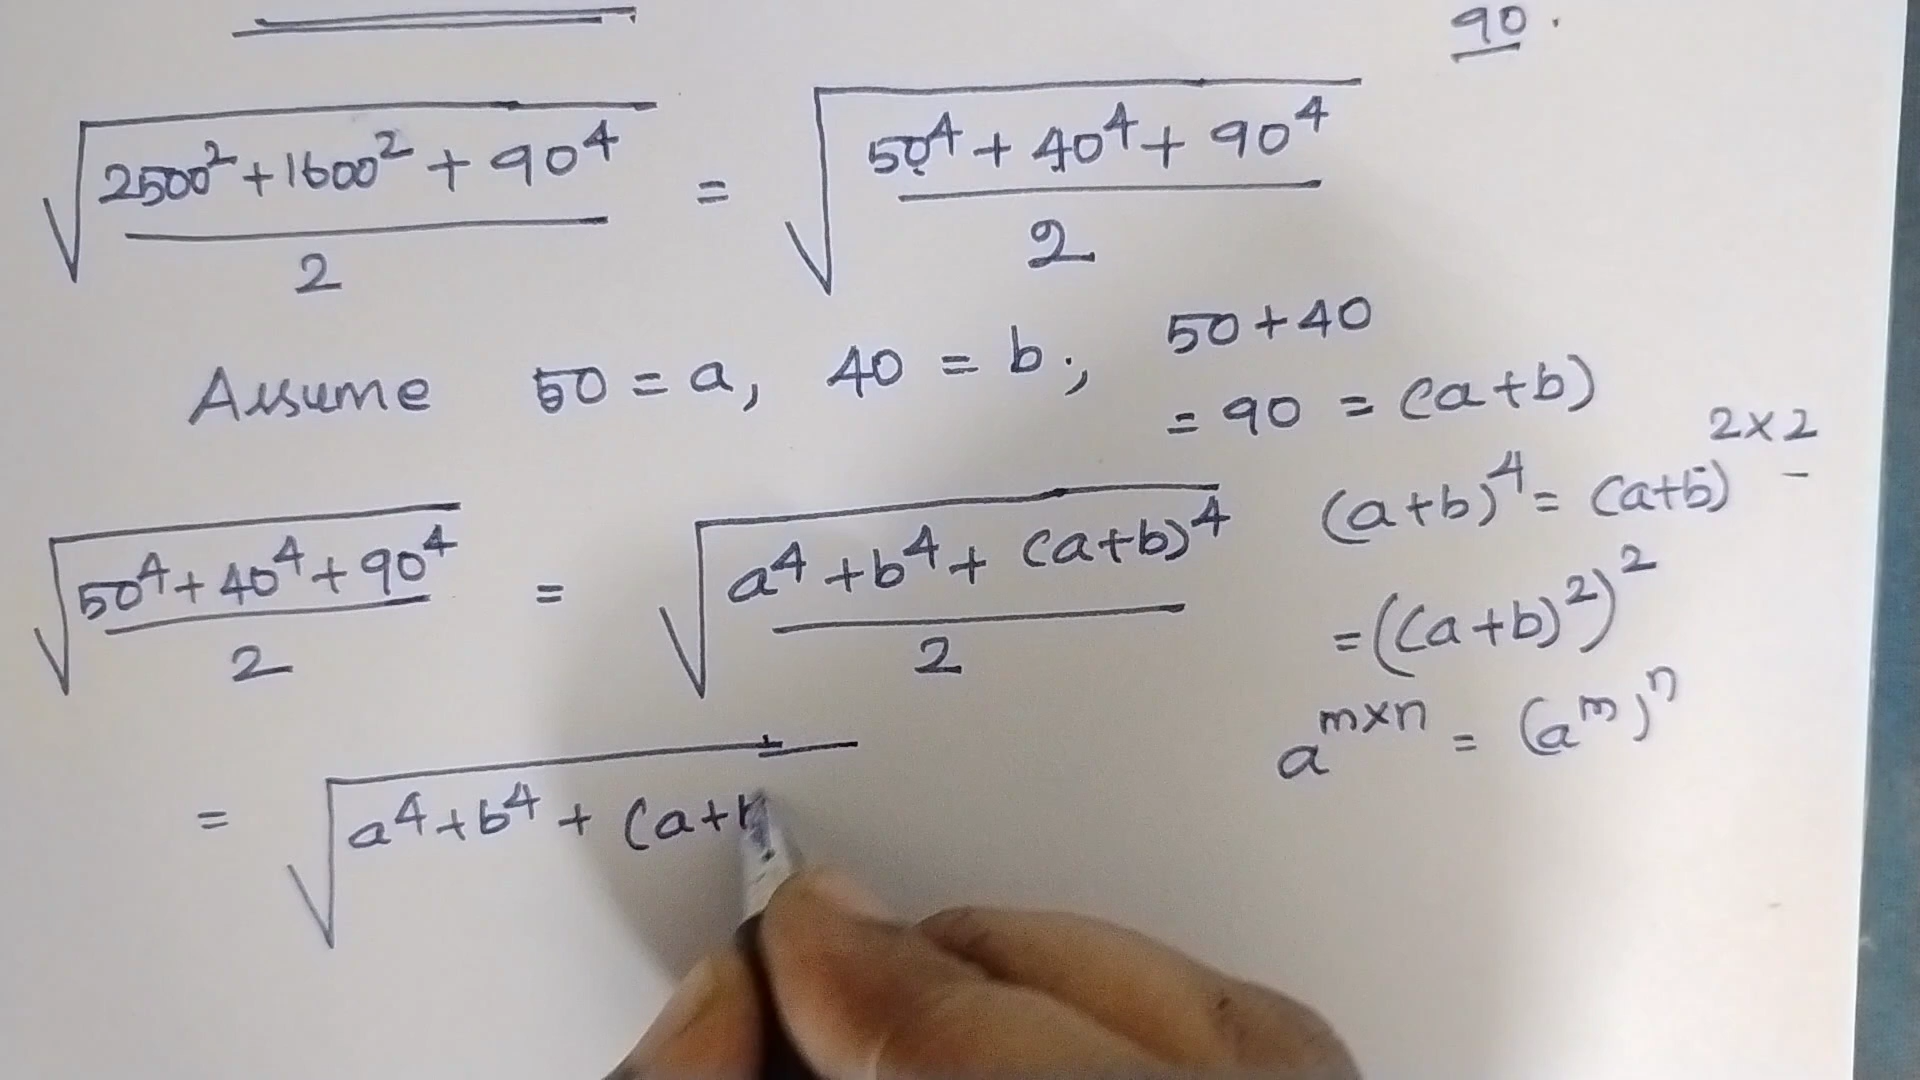 90.
√((2500² + 1600² + 90⁴)/2) = √((50⁴ + 40⁴ + 90⁴)/2)
Assume 50 = a, 40 = b; 50 + 40
= 90 = (a+b)
(a+b)⁴ = (a+b)^(2×2)
√((50⁴ + 40⁴ + 90⁴)/2) = √((a⁴ + b⁴ + (a+b)⁴)/2)
= ((a+b)²)²
a^(m×n) = (a^m)^n
= √(a⁴ + b⁴ + (a+b